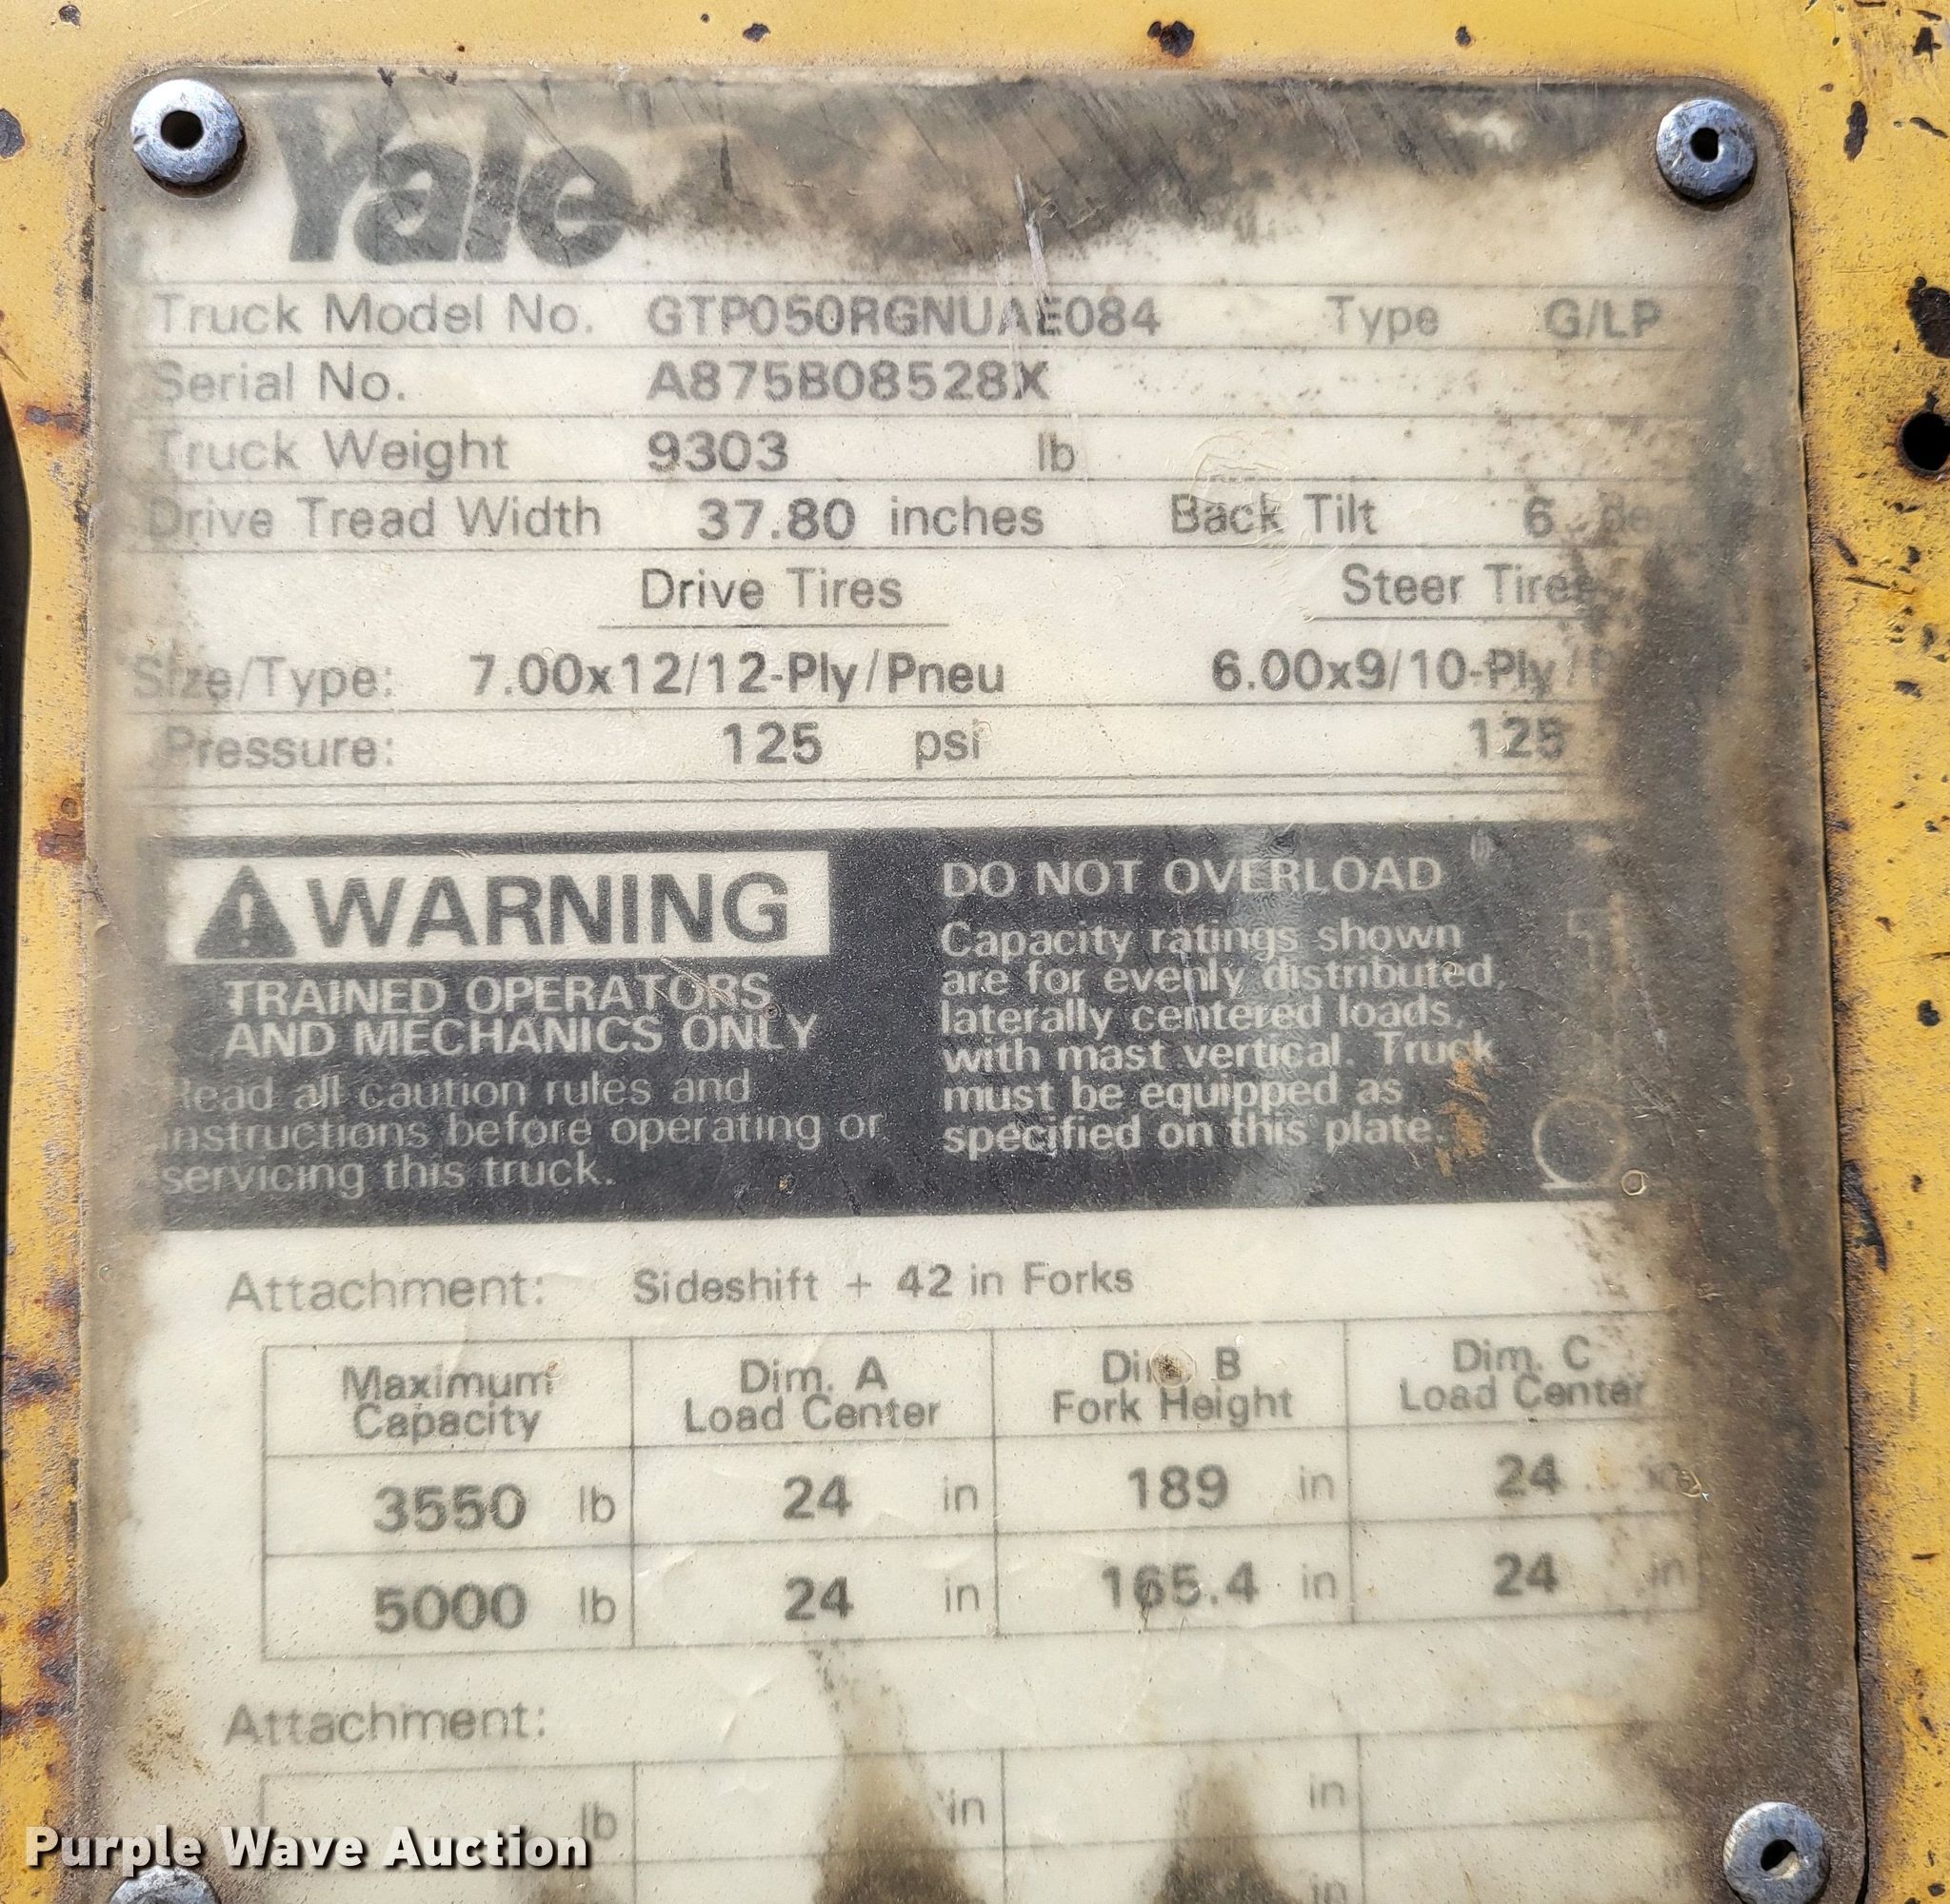 Yale
Truck Model No. GTP050RGNUAE084 Type G/LP
Serial No. A875B08528X
Truck Weight 9303 lb
Drive Tread Width 37.80 inches Back Tilt 6
Drive Tires Steer Tires
Size/Type: 7.00x12/12-Ply/Pneu 6.00x9/10-Ply/
Pressure: 125 psi 125
WARNING
TRAINED OPERATORS
AND MECHANICS ONLY
Read all caution rules and
instructions before operating or
servicing this truck.
DO NOT OVERLOAD
Capacity ratings shown
are for evenly distributed,
laterally centered loads,
with mast vertical. Truck
must be equipped as
specified on this plate.
Attachment: Sideshift + 42 in Forks
Maximum Capacity Dim. A Load Center Dim. B Fork Height Dim. C Load Center
3550 lb 24 in 189 in 24
5000 lb 24 in 165.4 in 24 in
Attachment:
lb in in
in
Purple Wave Auction